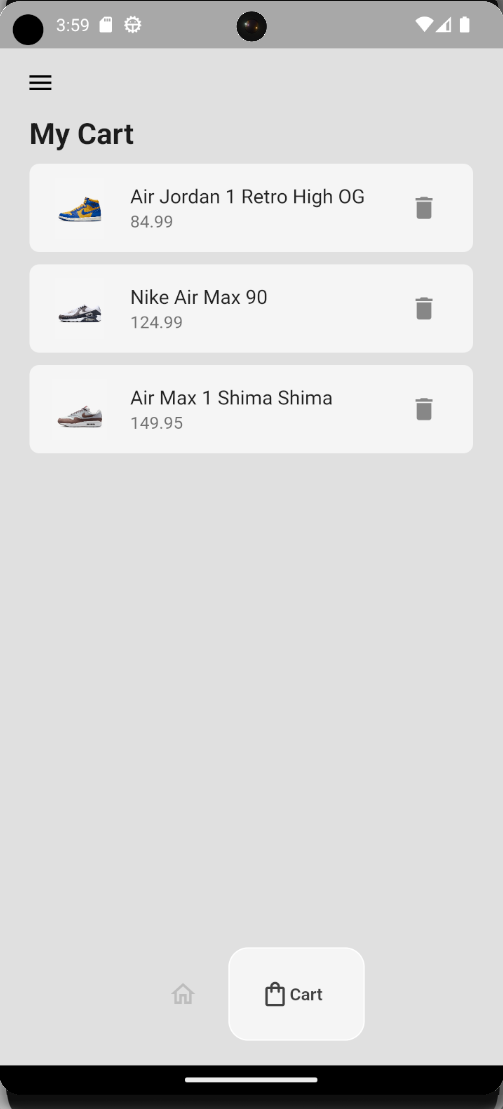 3:59
My Cart
Air Jordan 1 Retro High OG
84.99
Nike Air Max 90
124.99
Air Max 1 Shima Shima
149.95
Cart